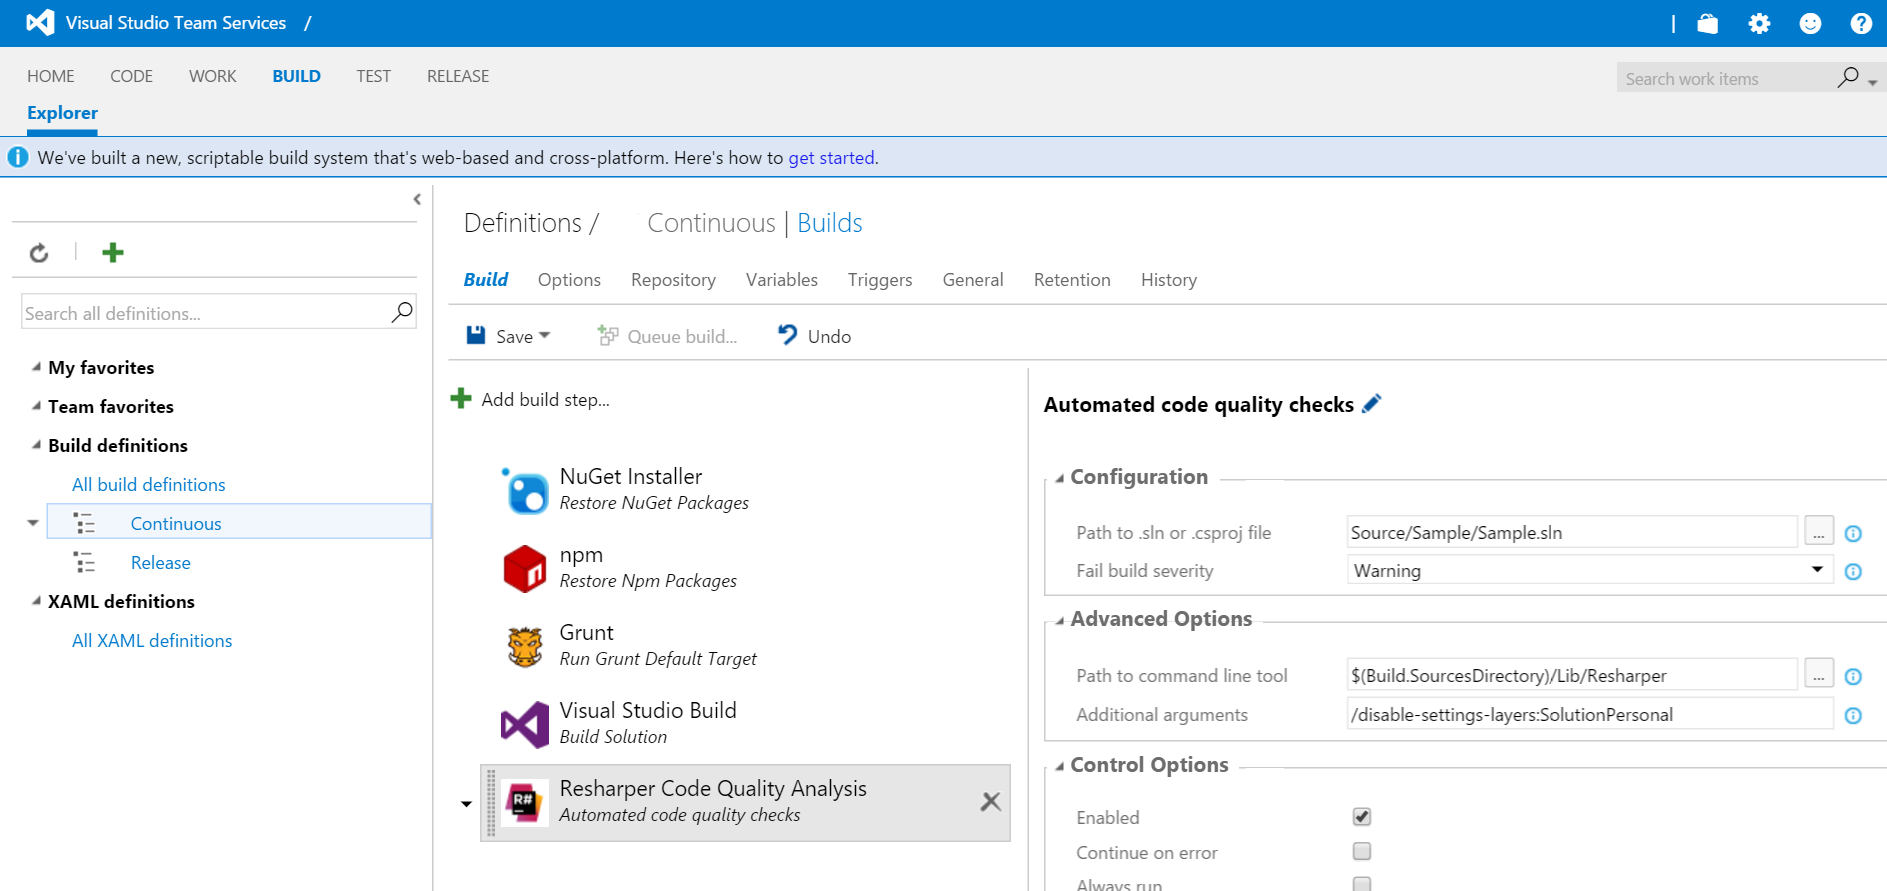 Visual Studio Team Services /
HOME CODE WORK BUILD TEST RELEASE
Search work items
Explorer
We've built a new, scriptable build system that's web-based and cross-platform. Here's how to get started.
Search all definitions...
My favorites
Team favorites
Build definitions
All build definitions
Continuous
Release
XAML definitions
All XAML definitions
Definitions / Continuous | Builds
Build Options Repository Variables Triggers General Retention History
Save Queue build... Undo
Add build step...
NuGet Installer
Restore NuGet Packages
npm
Restore Npm Packages
Grunt
Run Grunt Default Target
Visual Studio Build
Build Solution
R#
Resharper Code Quality Analysis
Automated code quality checks
Automated code quality checks
Configuration
Path to .sln or .csproj file Source/Sample/Sample.sln ...
Fail build severity Warning
Advanced Options
Path to command line tool $(Build.SourcesDirectory)/Lib/Resharper ...
Additional arguments /disable-settings-layers:SolutionPersonal
Control Options
Enabled
Continue on error
Always run